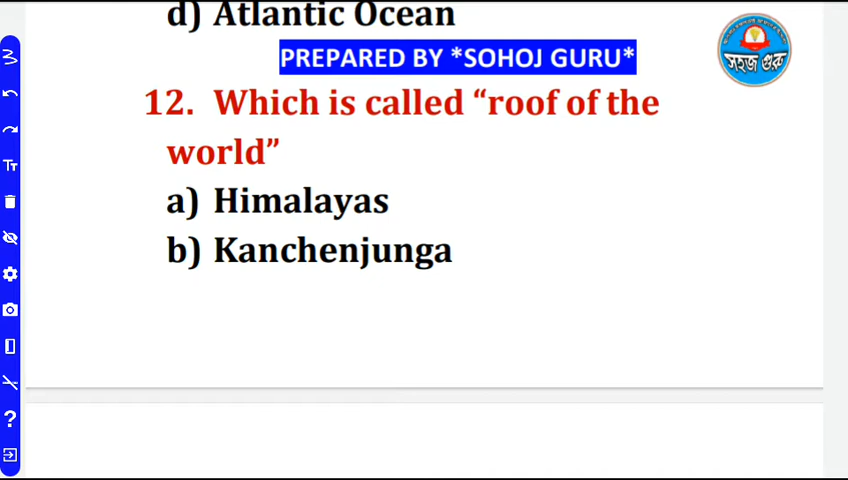 d) Atlantic Ocean
PREPARED BY *SOHOJ GURU*
সহজ গুরু
12. Which is called “roof of the
world”
a) Himalayas
b) Kanchenjunga